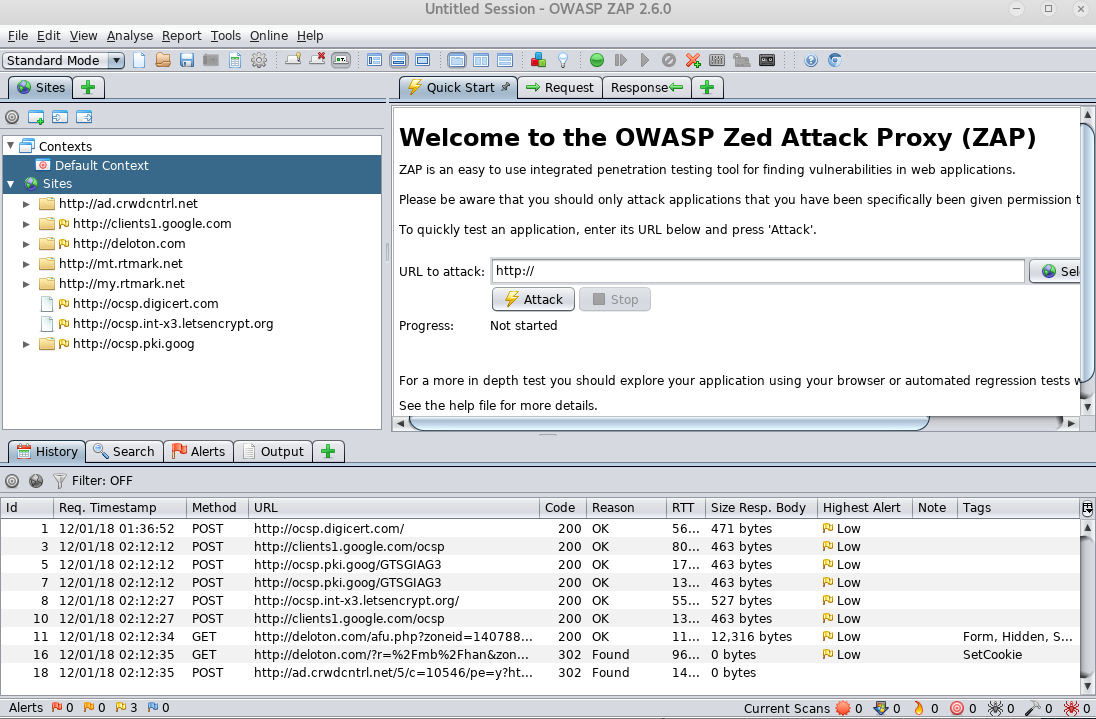 Untitled Session - OWASP ZAP 2.6.0
File Edit View Analyse Report Tools Online Help
Standard Mode
Sites
Quick Start Request Response
Contexts
Default Context
Sites
http://ad.crwdcntrl.net
http://clients1.google.com
http://deloton.com
http://mt.rtmark.net
http://my.rtmark.net
http://ocsp.digicert.com
http://ocsp.int-x3.letsencrypt.org
http://ocsp.pki.goog
Welcome to the OWASP Zed Attack Proxy (ZAP)
ZAP is an easy to use integrated penetration testing tool for finding vulnerabilities in web applications.
Please be aware that you should only attack applications that you have been specifically been given permission t
To quickly test an application, enter its URL below and press 'Attack'.
URL to attack: http:// Sel
Attack Stop
Progress: Not started
For a more in depth test you should explore your application using your browser or automated regression tests w
See the help file for more details.
History Search Alerts Output
Filter: OFF
Id Req. Timestamp Method URL Code Reason RTT Size Resp. Body Highest Alert Note Tags
1 12/01/18 01:36:52 POST http://ocsp.digicert.com/ 200 OK 56... 471 bytes Low
3 12/01/18 02:12:12 POST http://clients1.google.com/ocsp 200 OK 80... 463 bytes Low
5 12/01/18 02:12:12 POST http://ocsp.pki.goog/GTSGIAG3 200 OK 17... 463 bytes Low
7 12/01/18 02:12:12 POST http://ocsp.pki.goog/GTSGIAG3 200 OK 13... 463 bytes Low
8 12/01/18 02:12:27 POST http://ocsp.int-x3.letsencrypt.org/ 200 OK 55... 527 bytes Low
10 12/01/18 02:12:27 POST http://clients1.google.com/ocsp 200 OK 13... 463 bytes Low
11 12/01/18 02:12:34 GET http://deloton.com/afu.php?zoneid=140788... 200 OK 11... 12,316 bytes Low Form, Hidden, S...
16 12/01/18 02:12:35 GET http://deloton.com/?r=%2Fmb%2Fhan&zon... 302 Found 96... 0 bytes Low SetCookie
18 12/01/18 02:12:35 POST http://ad.crwdcntrl.net/5/c=10546/pe=y?ht... 302 Found 14... 0 bytes
Alerts 0 0 3 0 Current Scans 0 0 0 0 0 0 0